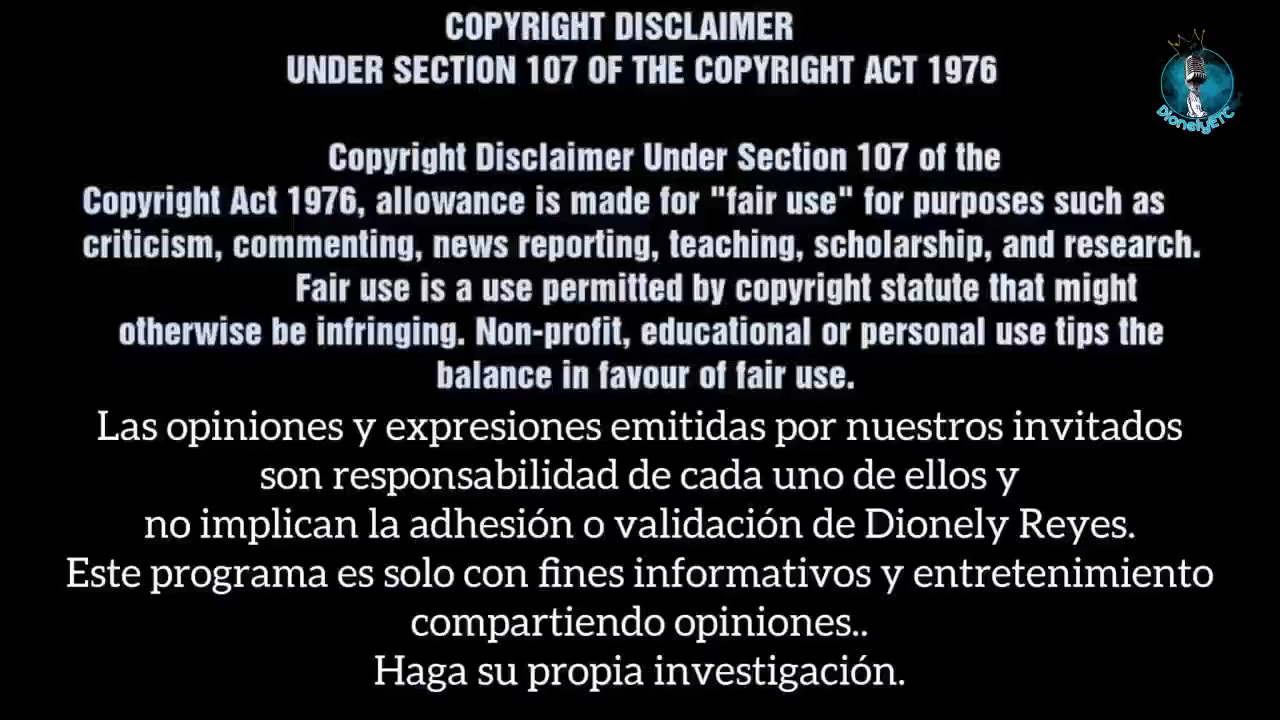 COPYRIGHT DISCLAIMER
UNDER SECTION 107 OF THE COPYRIGHT ACT 1976
DionelyETC
Copyright Disclaimer Under Section 107 of the
Copyright Act 1976, allowance is made for "fair use" for purposes such as
criticism, commenting, news reporting, teaching, scholarship, and research.
Fair use is a use permitted by copyright statute that might
otherwise be infringing. Non-profit, educational or personal use tips the
balance in favour of fair use.
Las opiniones y expresiones emitidas por nuestros invitados
son responsabilidad de cada uno de ellos y
no implican la adhesión o validación de Dionely Reyes.
Este programa es solo con fines informativos y entretenimiento
compartiendo opiniones..
Haga su propia investigación.